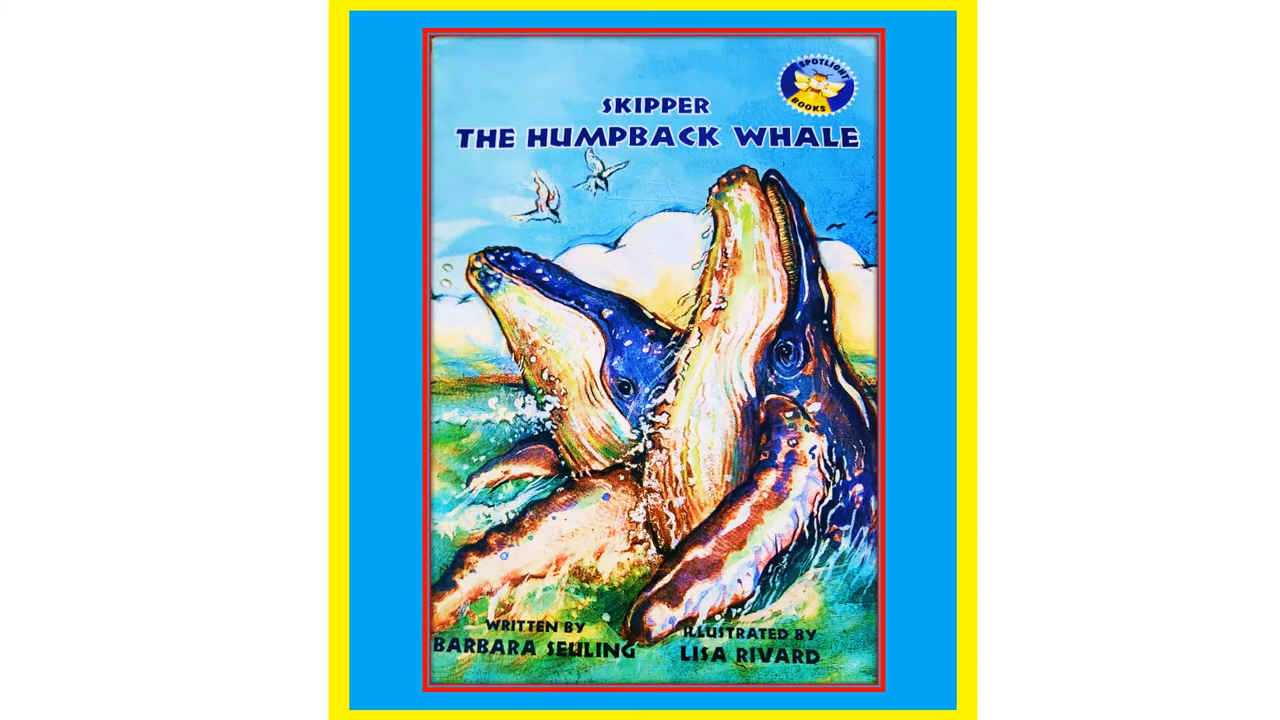 SPOTLIGHT
BOOKS
SKIPPER
THE HUMPBACK WHALE
WRITTEN BY
BARBARA SEULING
ILLUSTRATED BY
LISA RIVARD